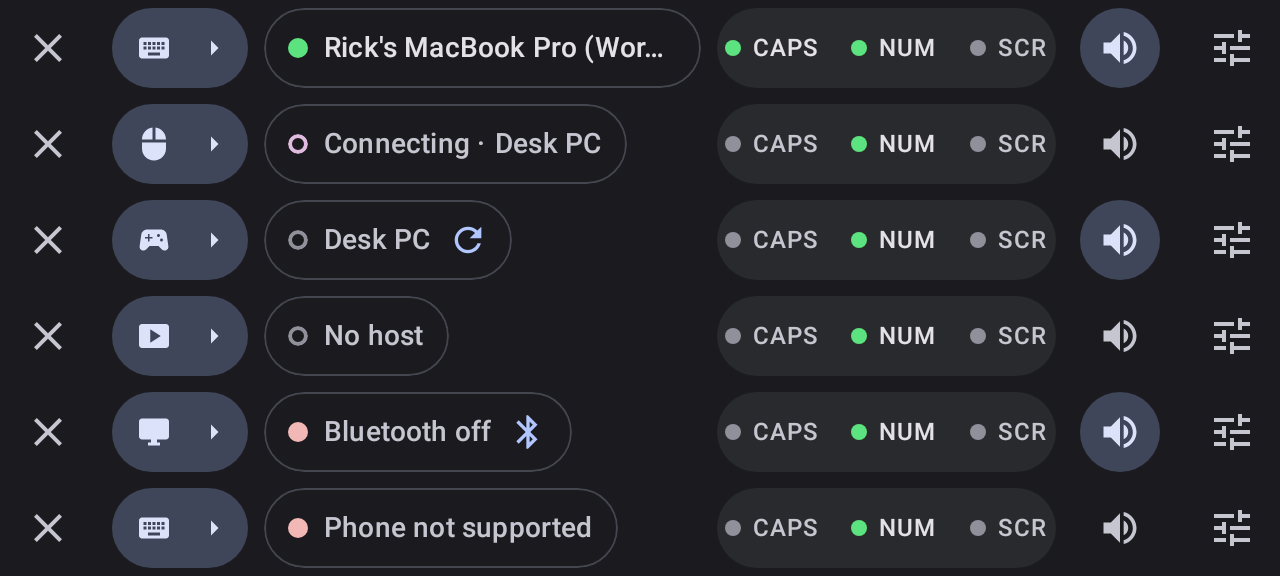 Rick's MacBook Pro (Wor... CAPS NUM SCR
Connecting · Desk PC CAPS NUM SCR
Desk PC CAPS NUM SCR
No host CAPS NUM SCR
Bluetooth off CAPS NUM SCR
Phone not supported CAPS NUM SCR